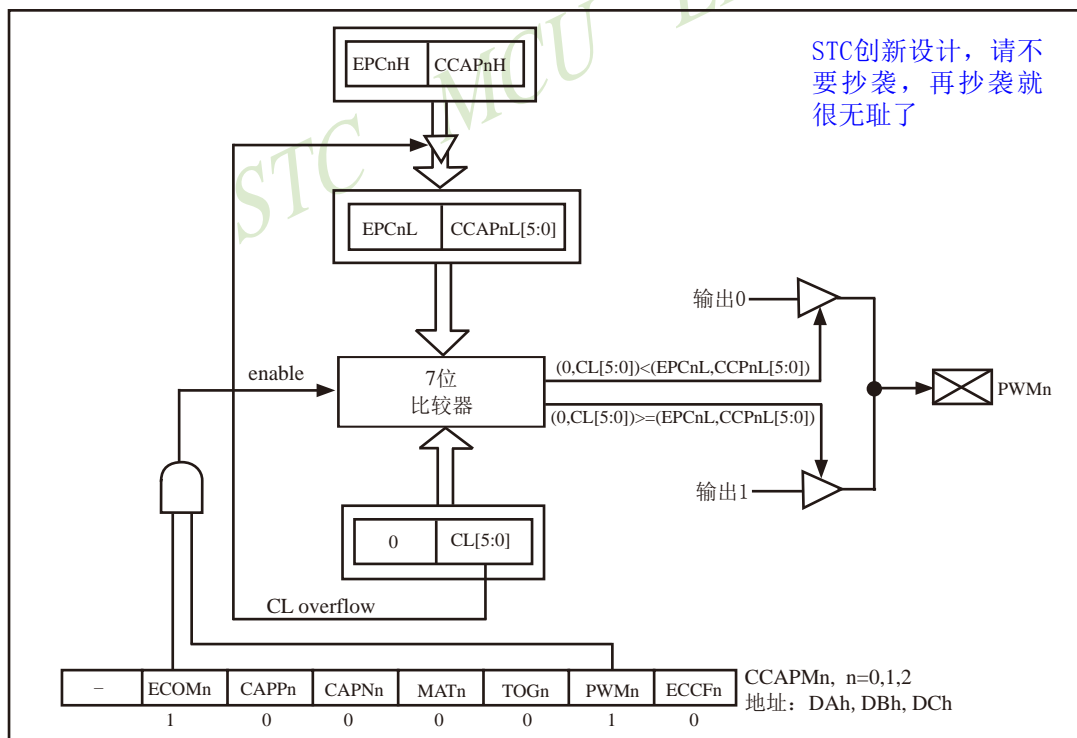 STC MCU
STC创新设计，请不
要抄袭，再抄袭就
很无耻了
EPCnH
CCAPnH
EPCnL
CCAPnL[5:0]
输出0
enable
7位
比较器
(0,CL[5:0])<(EPCnL,CCPnL[5:0])
(0,CL[5:0])>=(EPCnL,CCPnL[5:0])
PWMn
输出1
0
CL[5:0]
CL overflow
− ECOMn CAPPn CAPNn MATn TOGn PWMn ECCFn
CCAPMn, n=0,1,2
地址：DAh, DBh, DCh
1 0 0 0 0 1 0